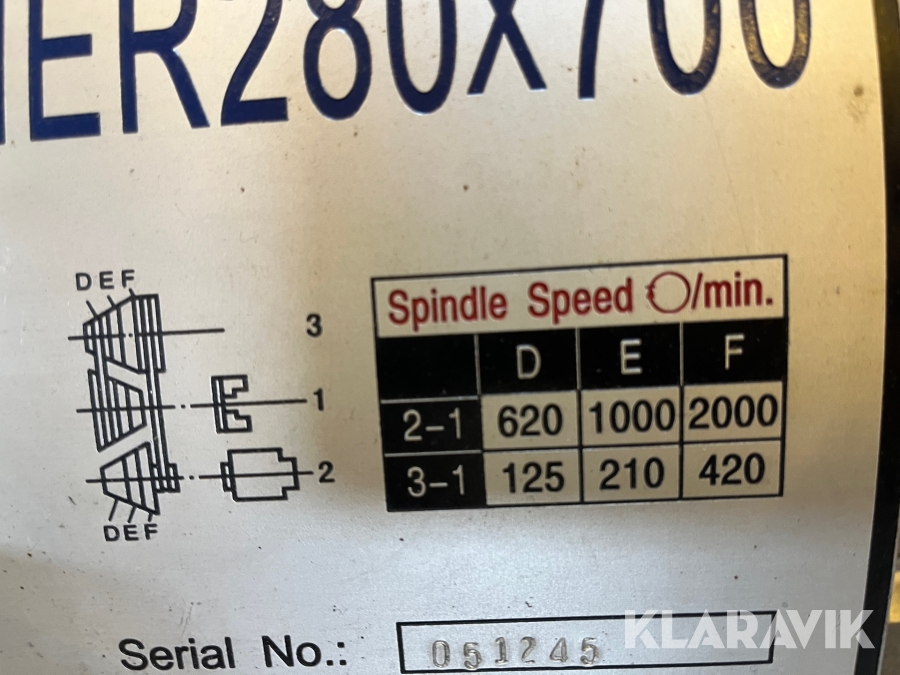 ER280x700
DEF
3
1
2
DEF
Spindle Speed /min.
D E F
2-1 620 1000 2000
3-1 125 210 420
Serial No.: 051245
KLARAVIK